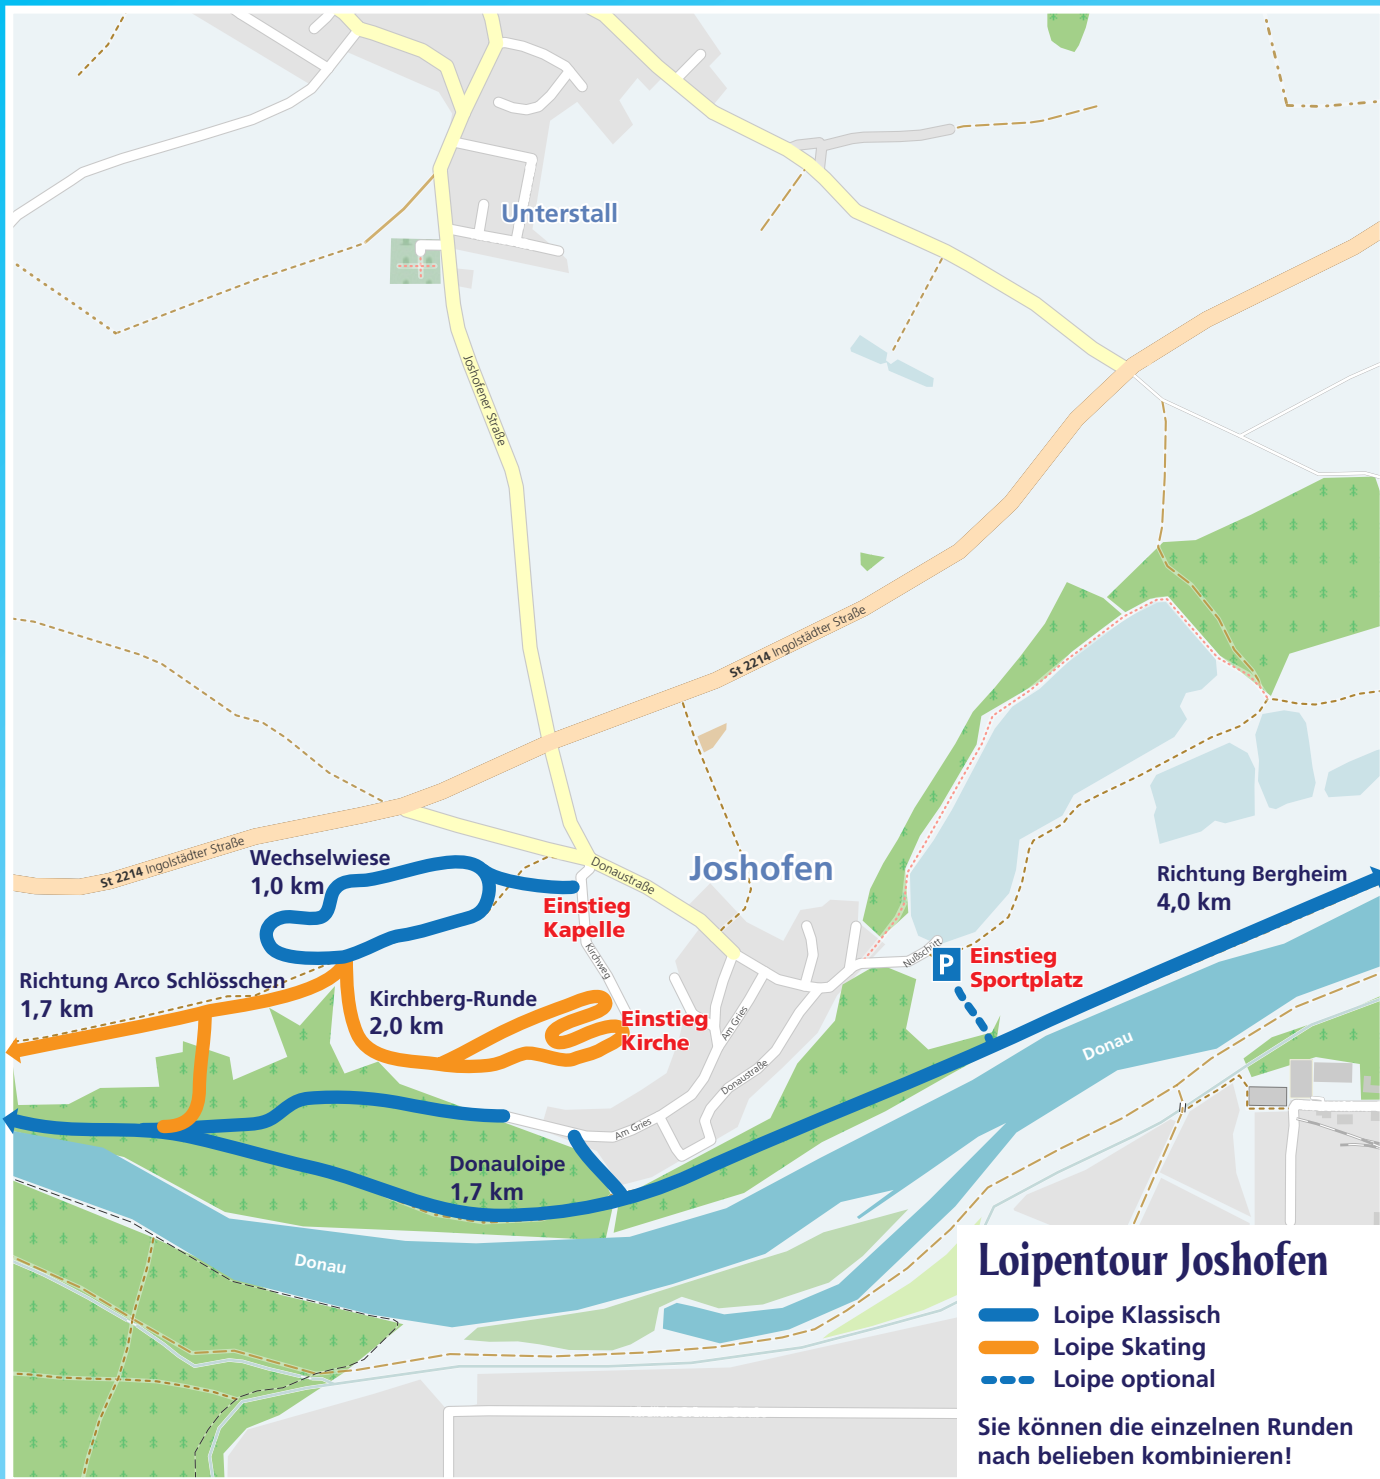 Unterstall
Joshofener Straße
St 2214 Ingolstädter Straße
St 2214 Ingolstädter Straße
Wechselwiese
1,0 km
Donaustraße
Joshofen
Richtung Bergheim
4,0 km
Einstieg
Kapelle
Kirchweg
Nußschütt
P
Einstieg
Sportplatz
Richtung Arco Schlösschen
1,7 km
Kirchberg-Runde
2,0 km
Einstieg
Kirche
Am Gries
Donau
Donaustraße
Am Gries
Donauloipe
1,7 km
Donau
Loipentour Joshofen
Loipe Klassisch
Loipe Skating
Loipe optional
Sie können die einzelnen Runden
nach belieben kombinieren!